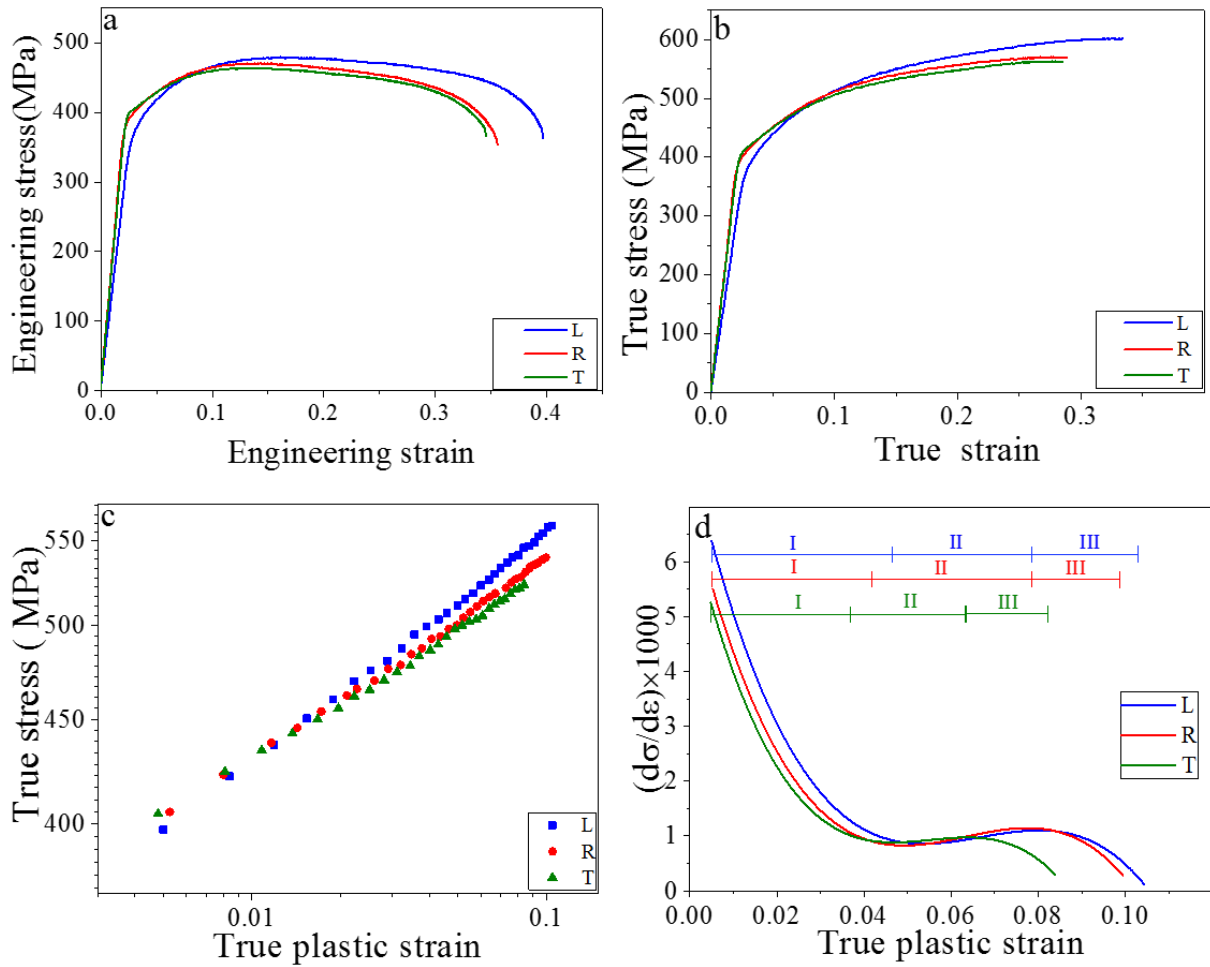 a
Engineering stress(MPa)
500
400
300
200
100
0
0.0 0.1 0.2 0.3 0.4
Engineering strain
L
R
T
b
True stress (MPa)
600
500
400
300
200
100
0
0.0 0.1 0.2 0.3
True strain
L
R
T
c
True stress ( MPa)
550
500
450
400
0.01 0.1
True plastic strain
L
R
T
d
(dσ/dε)×1000
6
5
4
3
2
1
0
I II III
I II III
I II III
0.00 0.02 0.04 0.06 0.08 0.10
True plastic strain
L
R
T